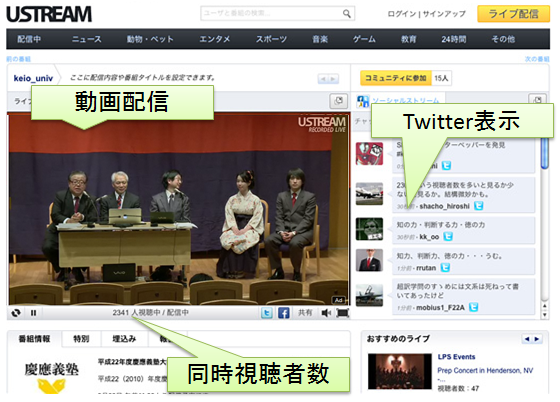 USTREAM
ユーザと番組の検索...
ログイン | サインアップ
ライブ配信
配信中
ニュース
動物・ペット
エンタメ
スポーツ
音楽
ゲーム
教育
24時間
その他
前の番組
次の番組
keio_univ
ここに配信内容や番組タイトルを設定できます。
コミュニティに参加
15人
動画配信
ソーシャルストリーム
Twitter表示
USTREAM
RECORDED LIVE
ターペッパーを発見
23
いう視聴者数を多いと見るか少
見るか。結構微妙かも。
30秒前・shacho_hiroshi
知の力・判断する力・徳の力
30秒前・kk_oo
知力、判断力、徳の力・・・うむ。
1分前・rrutan
超訳学問のすゝめには文系は死ねって書
いてあったけど
1分前・mobius1_F22A
Ad
2341 人視聴中 / 配信中
共有
同時視聴者数
番組情報
特別
埋込み
慶應義塾
平成22年度慶應義塾大
平成22（2010）年度
おすすめのライブ
LPS Events
Prep Concert in Henderson, NV
視聴者数：47